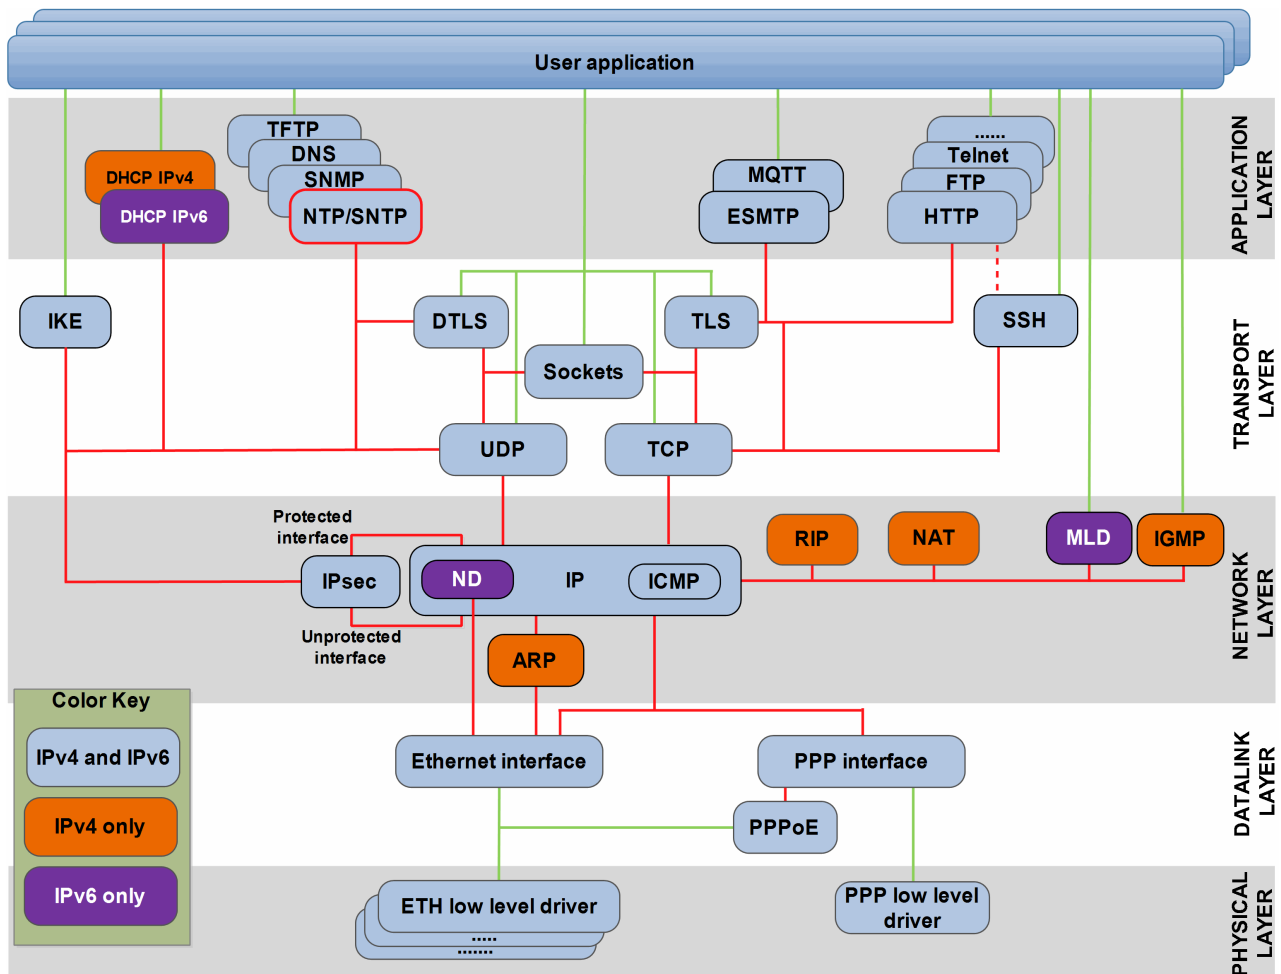 User application
TFTP
DNS
SNMP
NTP/SNTP
DHCP IPv4
DHCP IPv6
MQTT
ESMTP
......
Telnet
FTP
HTTP
APPLICATION
LAYER
IKE
DTLS
TLS
SSH
Sockets
UDP
TCP
TRANSPORT
LAYER
Protected
interface
IPsec
Unprotected
interface
ND
IP
ICMP
RIP
NAT
MLD
IGMP
ARP
NETWORK
LAYER
Color Key
IPv4 and IPv6
IPv4 only
IPv6 only
Ethernet interface
PPP interface
PPPoE
DATALINK
LAYER
ETH low level driver
.....
.......
PPP low level
driver
PHYSICAL
LAYER